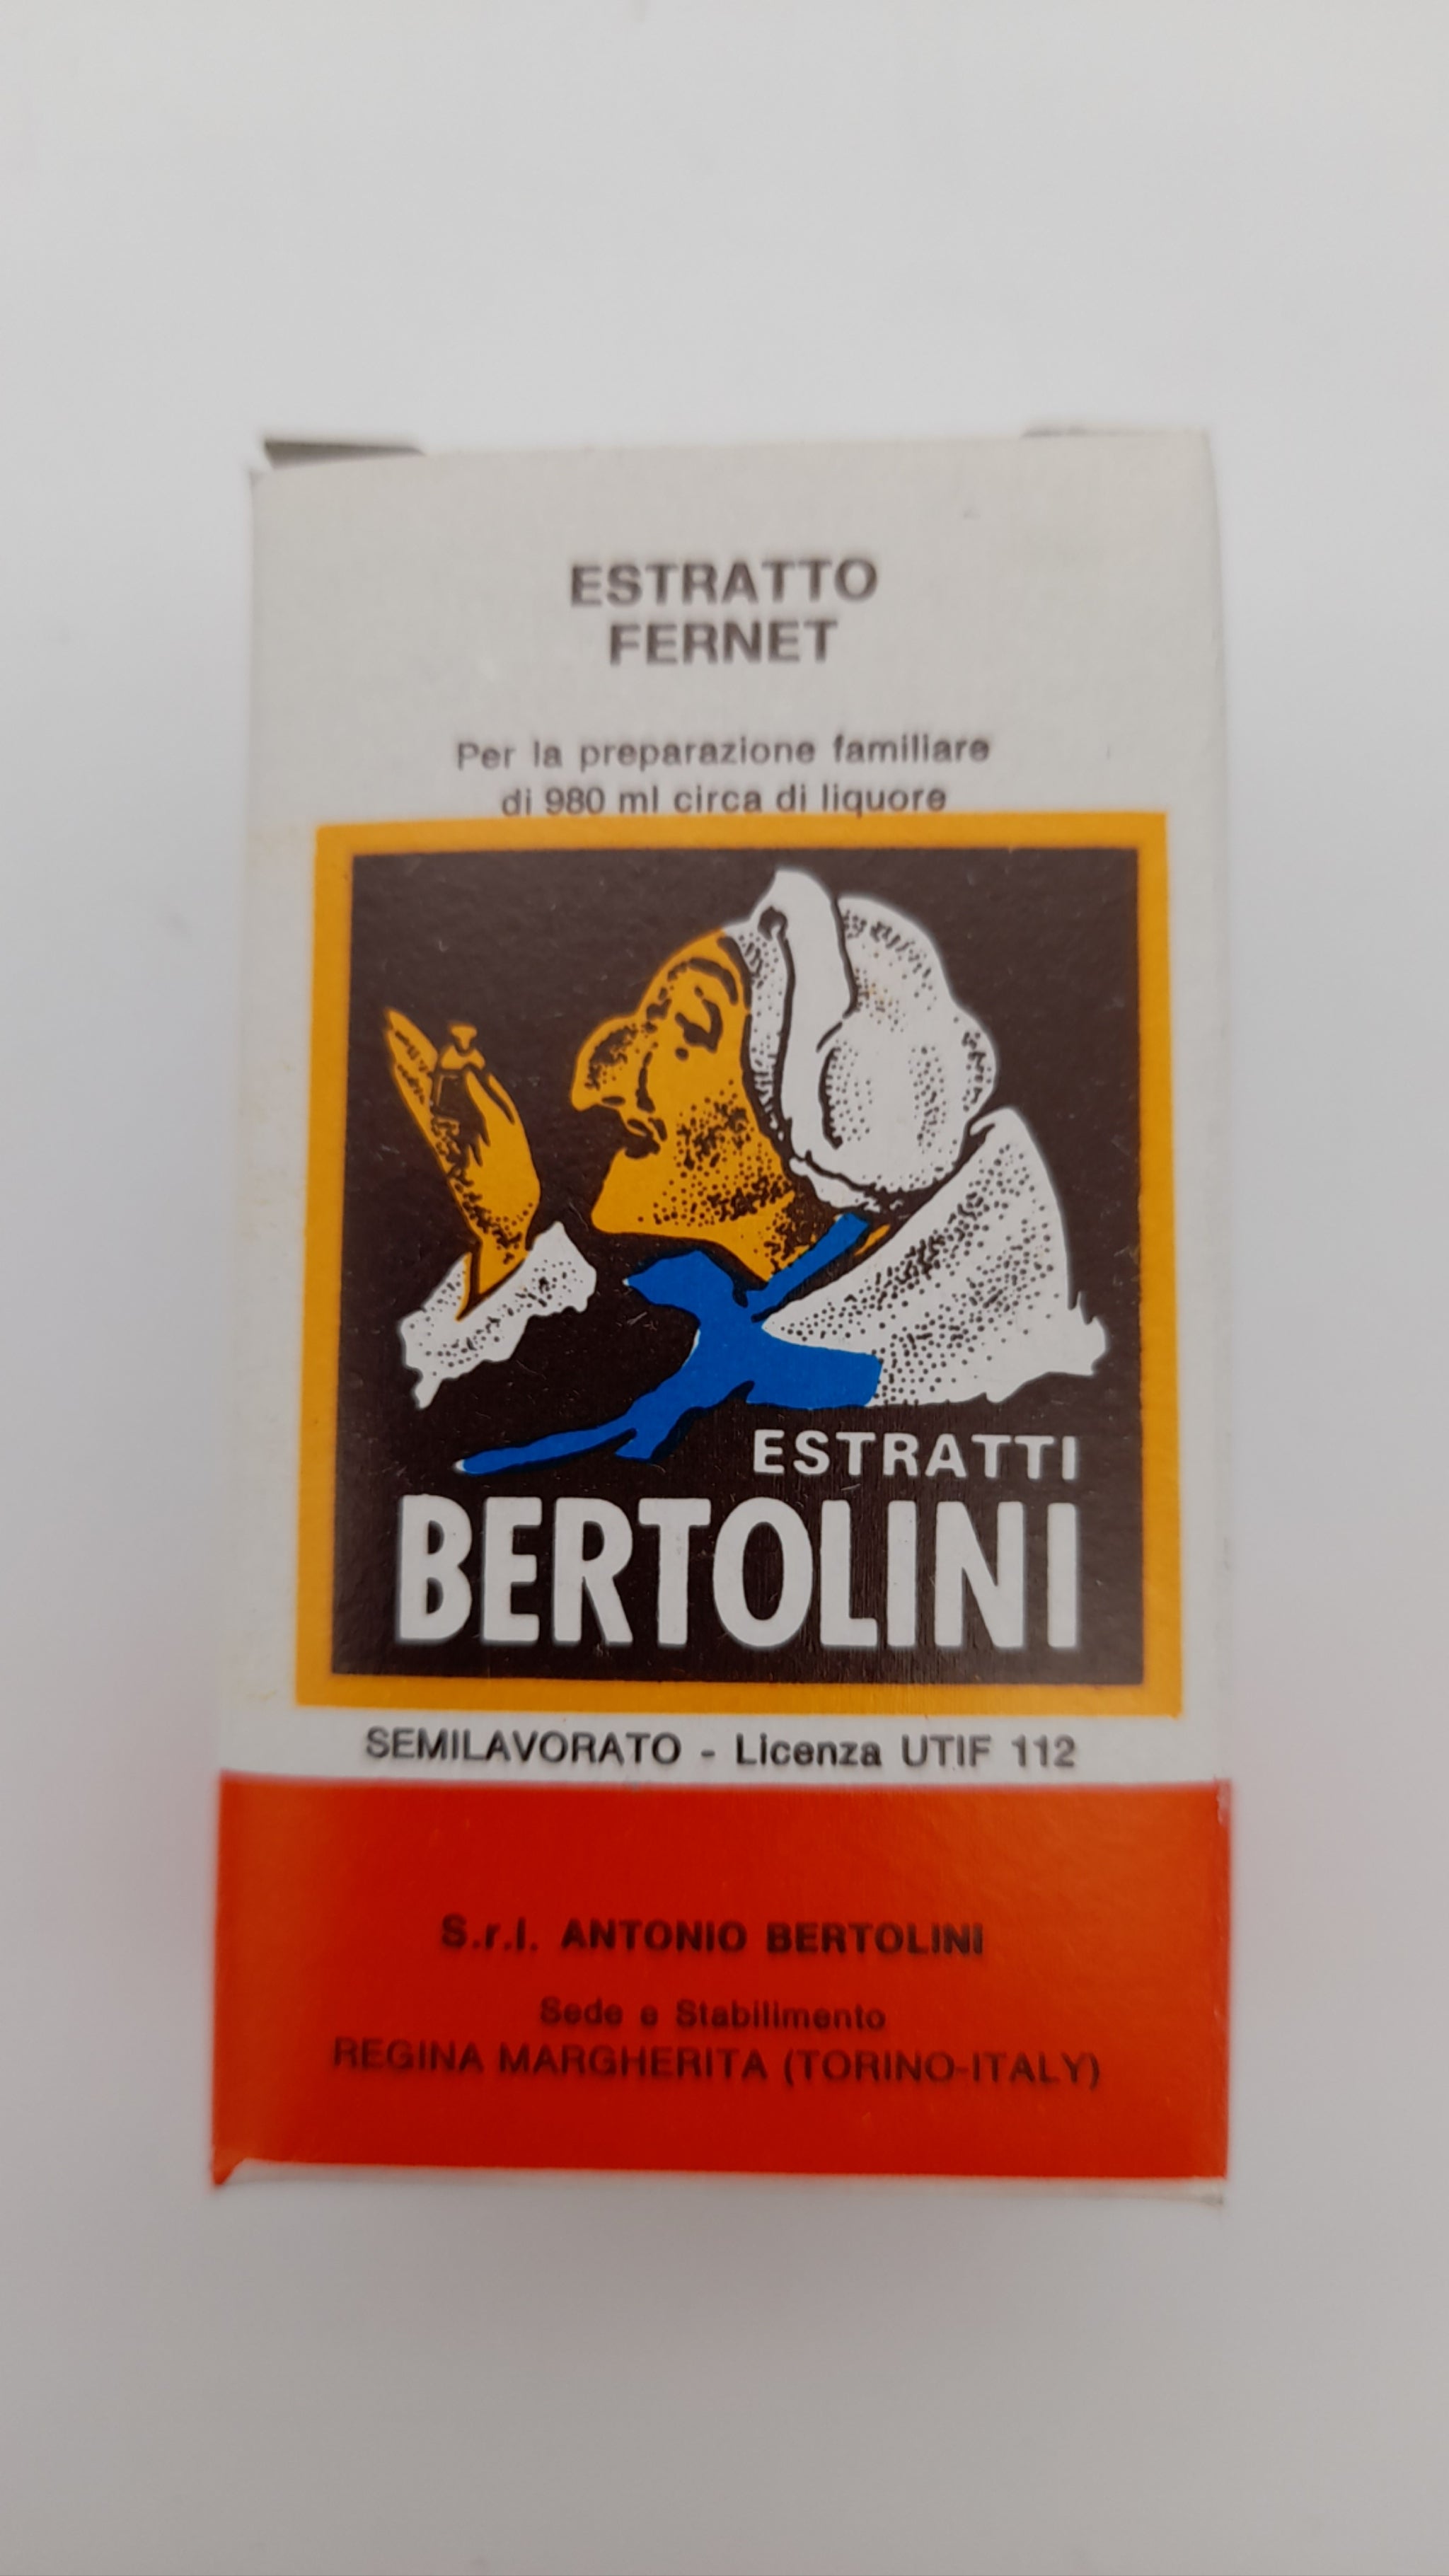 ESTRATTO
FERNET
Per la preparazione familiare
di 980 ml circa di liquore
ESTRATTI
BERTOLINI
SEMILAVORATO - Licenza UTIF 112
S.r.l. ANTONIO BERTOLINI
Sede e Stabilimento
REGINA MARGHERITA (TORINO-ITALY)